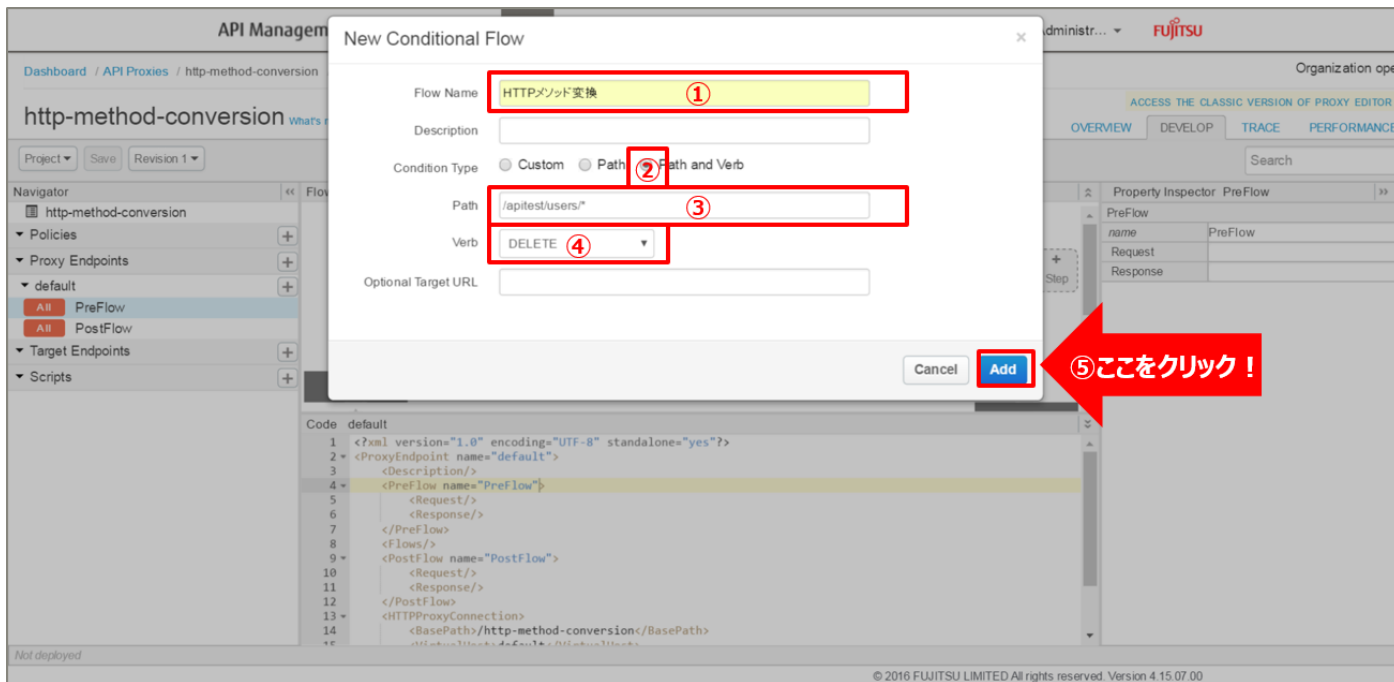 API Managem
New Conditional Flow
×
Administr...
FUJITSU
Dashboard / API Proxies / http-method-conversion
Organization ope
http-method-conversion What's r
ACCESS THE CLASSIC VERSION OF PROXY EDITOR
OVERVIEW DEVELOP TRACE PERFORMANCE
Project Save Revision 1
Search
Flow Name HTTPメソッド変換 ①
Description
Condition Type Custom Path ② Path and Verb
Path /apitest/users/* ③
Verb DELETE ④
Optional Target URL
Cancel Add
⑤ここをクリック！
Navigator
http-method-conversion
Policies +
Proxy Endpoints +
default +
All PreFlow
All PostFlow
Target Endpoints +
Scripts +
Flov
+
Step
Property Inspector PreFlow
PreFlow
name PreFlow
Request
Response
Code default
1 <?xml version="1.0" encoding="UTF-8" standalone="yes"?>
2 <ProxyEndpoint name="default">
3 <Description/>
4 <PreFlow name="PreFlow">
5 <Request/>
6 <Response/>
7 </PreFlow>
8 <Flows/>
9 <PostFlow name="PostFlow">
10 <Request/>
11 <Response/>
12 </PostFlow>
13 <HTTPProxyConnection>
14 <BasePath>/http-method-conversion</BasePath>
15 <VirtualHost>default</VirtualHost>
Not deployed
© 2016 FUJITSU LIMITED All rights reserved. Version 4.15.07.00